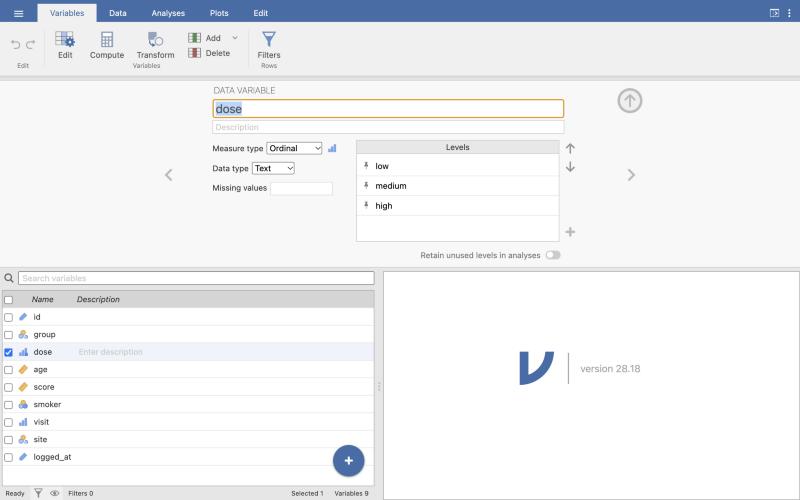 Variables Data Analyses Plots Edit
Edit Compute Transform Add Delete Filters
Edit Variables Rows
DATA VARIABLE
dose
Description
Measure type Ordinal
Data type Text
Missing values
Levels
low
medium
high
Retain unused levels in analyses
Search variables
Name Description
id
group
dose Enter description
age
score
smoker
visit
site
logged_at
Ready Filters 0 Selected 1 Variables 9
version 28.18